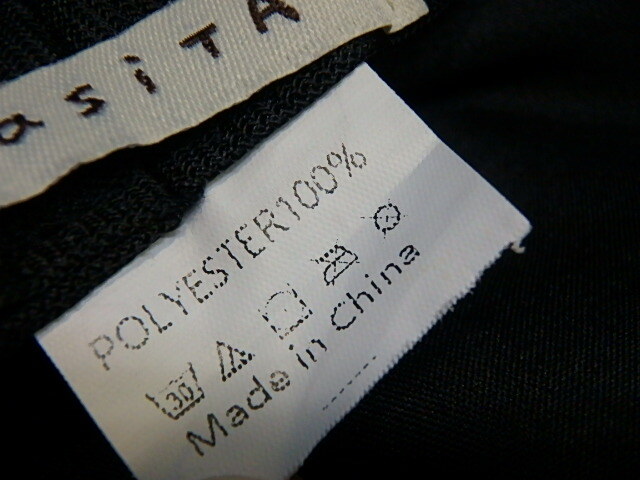 asiTA
POLYESTER100%
30
Made in China